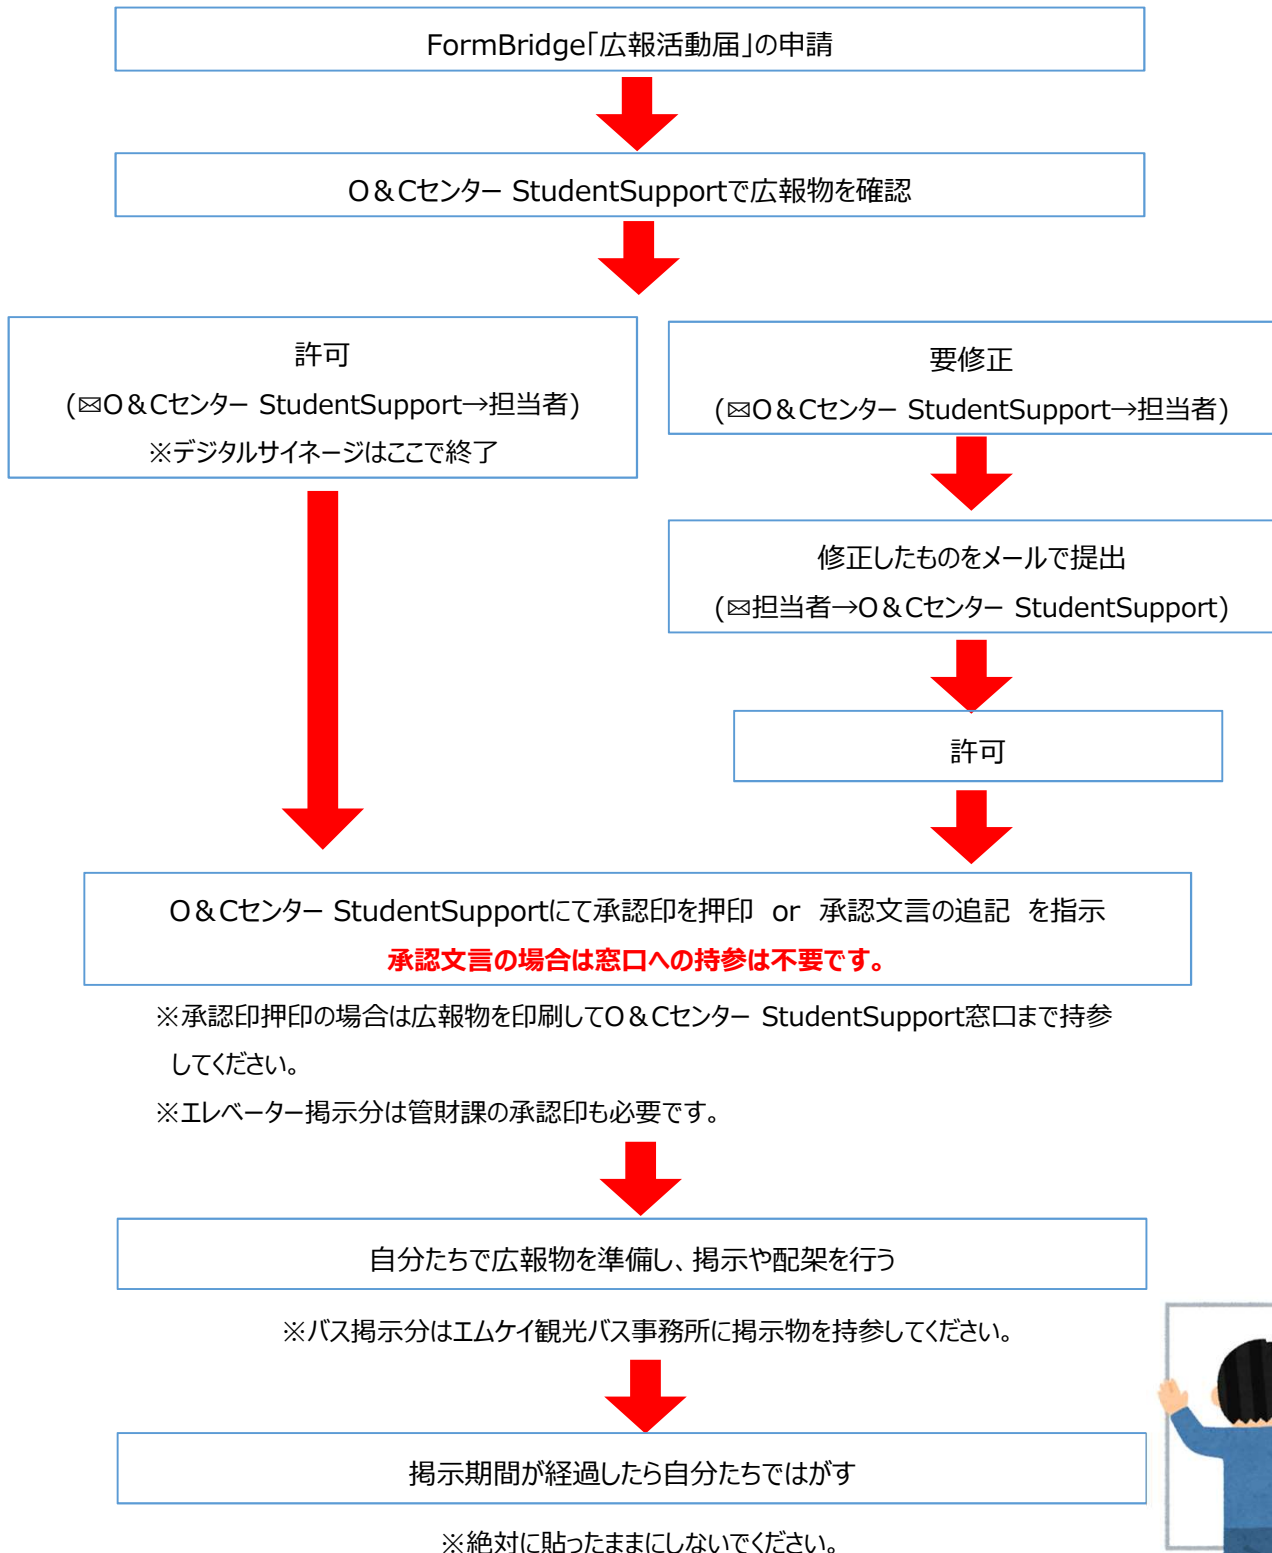 FormBridge「広報活動届」の申請
O&Cセンター StudentSupportで広報物を確認
許可
(✉O&Cセンター StudentSupport→担当者)
※デジタルサイネージはここで終了
要修正
(✉O&Cセンター StudentSupport→担当者)
修正したものをメールで提出
(✉担当者→O&Cセンター StudentSupport)
許可
O&Cセンター StudentSupportにて承認印を押印 or 承認文言の追記 を指示
承認文言の場合は窓口への持参は不要です。
※承認印押印の場合は広報物を印刷してO&Cセンター StudentSupport窓口まで持参
してください。
※エレベーター掲示分は管財課の承認印も必要です。
自分たちで広報物を準備し、掲示や配架を行う
※バス掲示分はエムケイ観光バス事務所に掲示物を持参してください。
掲示期間が経過したら自分たちではがす
※絶対に貼ったままにしないでください。